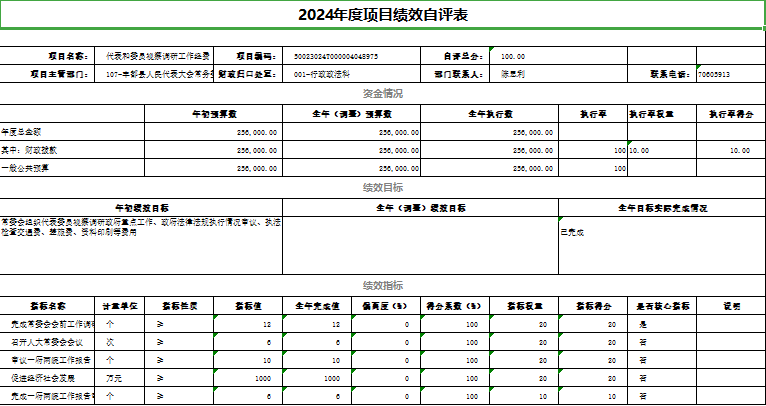 2024年度项目绩效自评表
项目名称： 代表和委员视察调研工作经费 项目编码： 50023024T000004048975 自评总分： 100.00
项目主管部门： 107-丰都县人民代表大会常务委 财政归口处室： 001-行政政法科 部门联系人： 陈思利 联系电话： 70605913
资金情况
年初预算数 全年（调整）预算数 全年执行数 执行率 执行率权重 执行率得分
年度总金额 256,000.00 256,000.00 256,000.00
其中：财政拨款 256,000.00 256,000.00 256,000.00 100 10.00 10.00
一般公共预算 256,000.00 256,000.00 256,000.00 100
绩效目标
年初绩效目标 全年（调整）绩效目标 全年目标实际完成情况
常委会组织代表委员视察调研政府重点工作、政府法律法规执行情况审议、执法
检查交通费、差旅费、资料印刷等费用
已完成
绩效指标
指标名称 计量单位 指标性质 指标值 全年完成值 偏离度（%） 得分系数（%） 指标权重 指标得分 是否核心指标 说明
完成常委会会前工作调研 个 ≥ 12 12 0 100 20 20 是
召开人大常委会会议 次 ≥ 6 6 0 100 20 20 否
审议一府两院工作报告 个 ≥ 10 10 0 100 20 20 否
促进经济社会发展 万元 ≥ 1000 1000 0 100 20 20 否
完成一府两院工作报告 个 ≥ 6 6 0 100 10 10 否